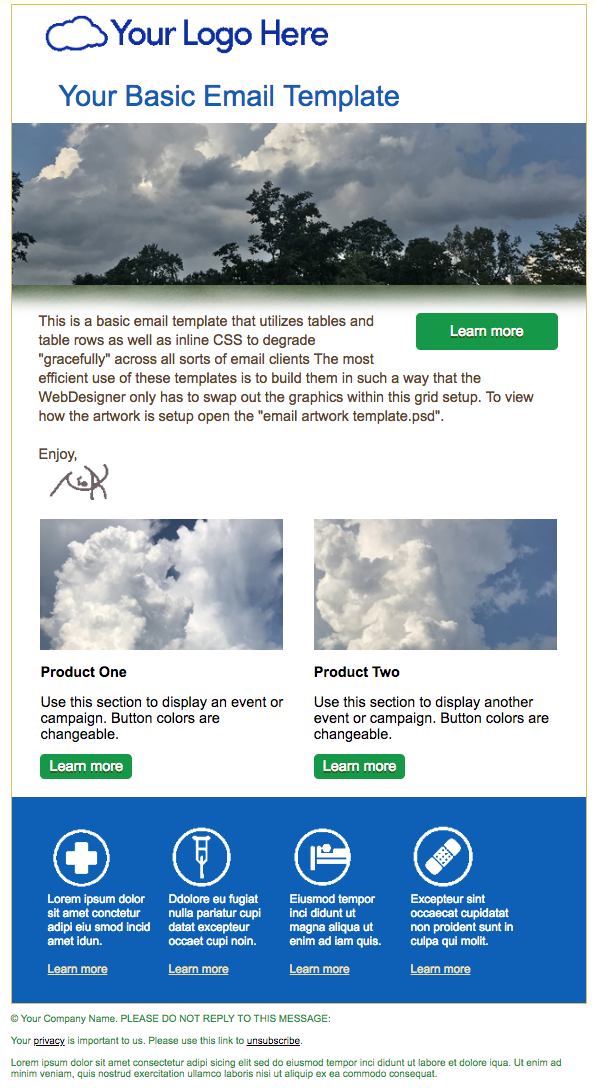 Your Logo Here
Your Basic Email Template
This is a basic email template that utilizes tables and
table rows as well as inline CSS to degrade
"gracefully" across all sorts of email clients The most
efficient use of these templates is to build them in such a way that the
WebDesigner only has to swap out the graphics within this grid setup. To view
how the artwork is setup open the "email artwork template.psd".
Learn more
Enjoy,
Product One
Use this section to display an event or
campaign. Button colors are
changeable.
Learn more
Product Two
Use this section to display another
event or campaign. Button colors are
changeable.
Learn more
Lorem ipsum dolor
sit amet conctetur
adipi eiu smod incid
amet idun.
Learn more
Ddolore eu fugiat
nulla pariatur cupi
datat excepteur
occaet cupi noin.
Learn more
Eiusmod tempor
inci didunt ut
magna aliqua ut
enim ad iam quis.
Learn more
Excepteur sint
occaecat cupidatat
non proident sunt in
culpa qui molit.
Learn more
© Your Company Name. PLEASE DO NOT REPLY TO THIS MESSAGE:
Your privacy is important to us. Please use this link to unsubscribe.
Lorem ipsum dolor sit amet consectetur adipi sicing elit sed do eiusmod tempor inci didunt ut labore et dolore iqua. Ut enim ad
minim veniam, quis nostrud exercitation ullamco laboris nisi ut aliquip ex ea commodo consequat.